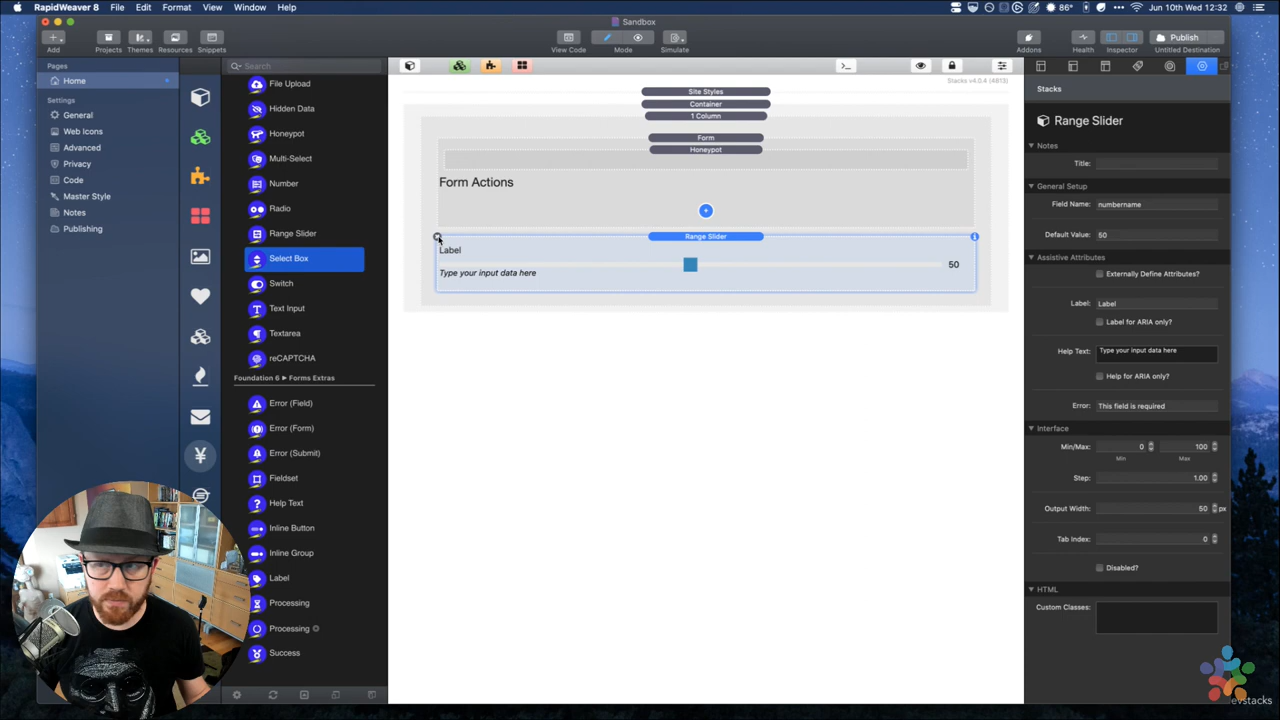 RapidWeaver 8 File Edit Format View Window Help
86° Jun 10th Wed 12:32
Sandbox
Add Projects Themes Resources Snippets View Code Mode Simulate Addons Health Inspector Publish
Untitled Destination
Pages
Home
Settings
General
Web Icons
Advanced
Privacy
Code
Master Style
Notes
Publishing
Search
File Upload
Hidden Data
Honeypot
Multi-Select
Number
Radio
Range Slider
Select Box
Switch
Text Input
Textarea
reCAPTCHA
Foundation 6 ▸ Forms Extras
Error (Field)
Error (Form)
Error (Submit)
Fieldset
Help Text
Inline Button
Inline Group
Label
Processing
Processing
Success
Stacks v4.0.4 (4813)
Site Styles
Container
1 Column
Form
Honeypot
Form Actions
Range Slider
Label
50
Type your input data here
Stacks
Range Slider
Notes
Title:
General Setup
Field Name: numbername
Default Value: 50
Assistive Attributes
Externally Define Attributes?
Label: Label
Label for ARIA only?
Help Text: Type your input data here
Help for ARIA only?
Error: This field is required
Interface
Min/Max: 0 100
Min Max
Step: 1.00
Output Width: 50 px
Tab Index: 0
Disabled?
HTML
Custom Classes:
evstacks